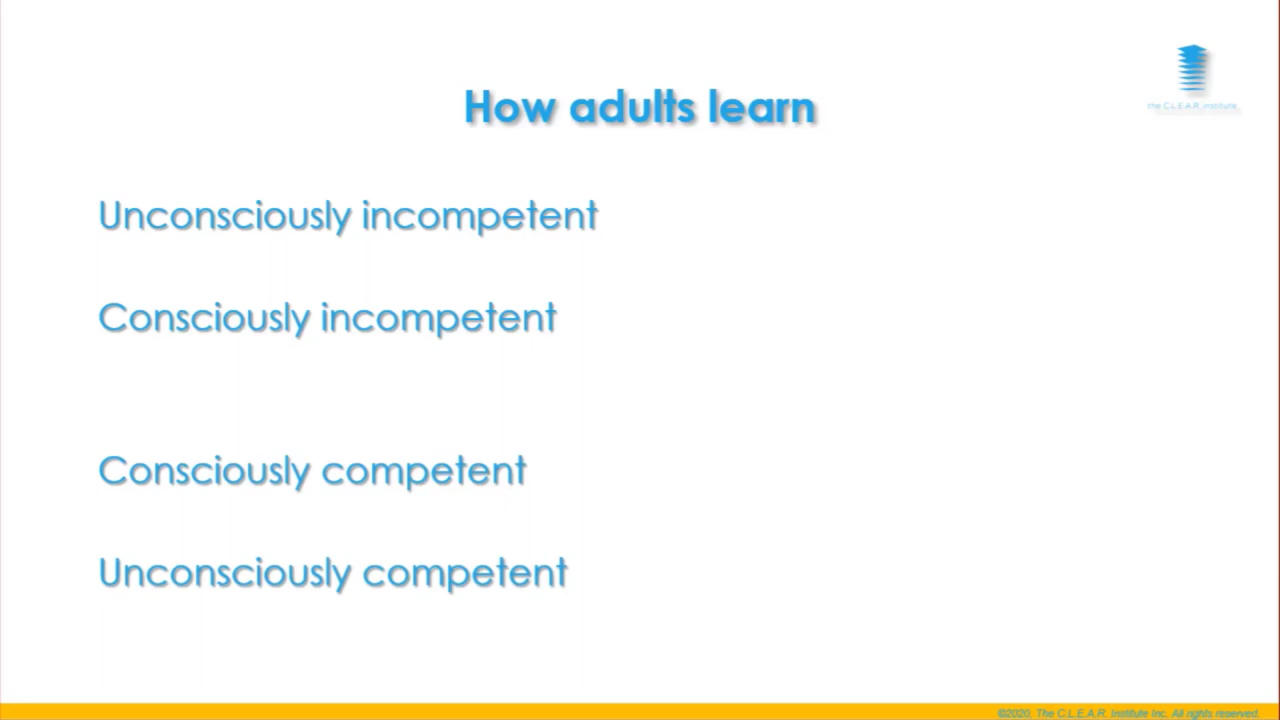 the C.L.E.A.R. institute
How adults learn
Unconsciously incompetent
Consciously incompetent
Consciously competent
Unconsciously competent
©2020. The C.L.E.A.R. Institute Inc. All rights reserved.